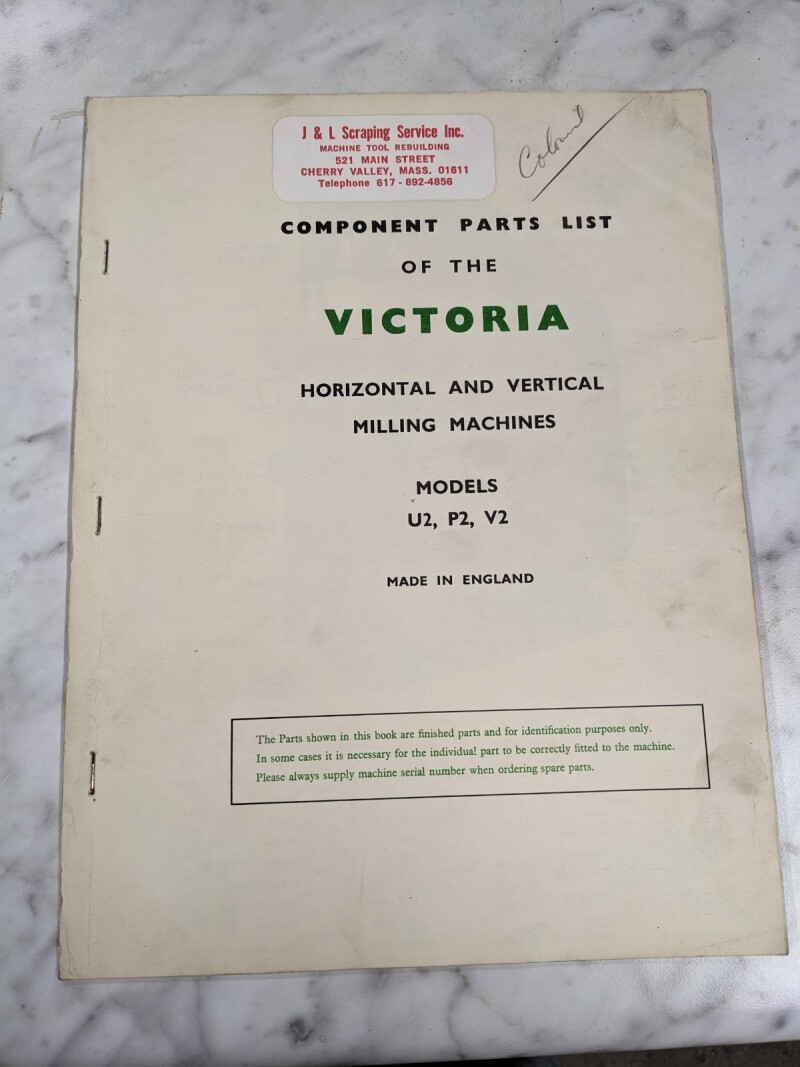 J & L Scraping Service Inc.
MACHINE TOOL REBUILDING
521 MAIN STREET
CHERRY VALLEY, MASS. 01611
Telephone 617 - 892-4856
COMPONENT PARTS LIST
OF THE
VICTORIA
HORIZONTAL AND VERTICAL
MILLING MACHINES
MODELS
U2, P2, V2
MADE IN ENGLAND
The Parts shown in this book are finished parts and for identification purposes only.
In some cases it is necessary for the individual part to be correctly fitted to the machine.
Please always supply machine serial number when ordering spare parts.